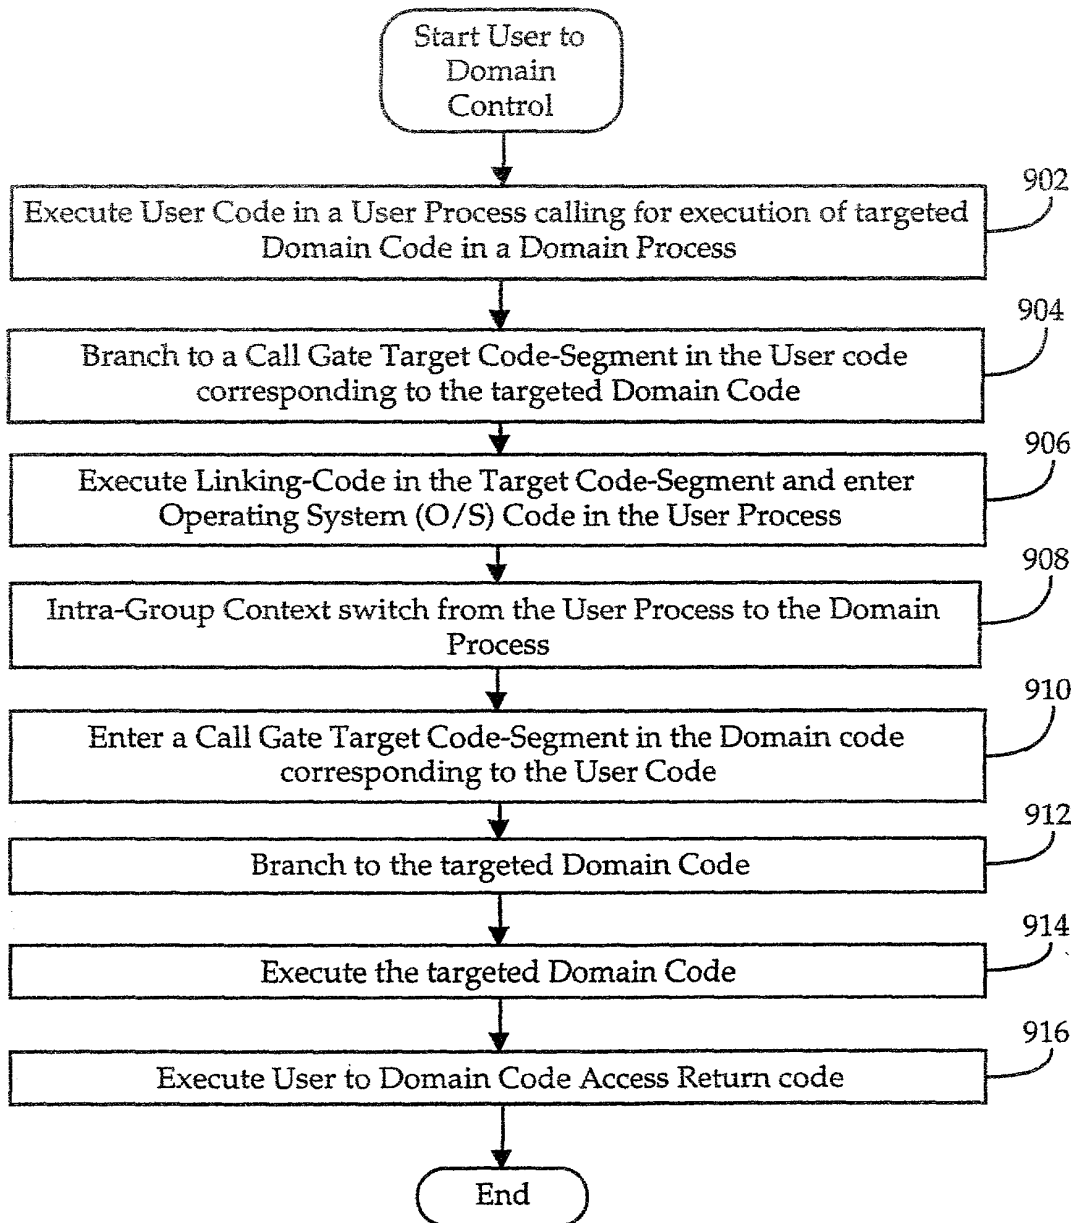 Start User to
Domain
Control
902
Execute User Code in a User Process calling for execution of targeted
Domain Code in a Domain Process
904
Branch to a Call Gate Target Code-Segment in the User code
corresponding to the targeted Domain Code
906
Execute Linking-Code in the Target Code-Segment and enter
Operating System (O/S) Code in the User Process
908
Intra-Group Context switch from the User Process to the Domain
Process
910
Enter a Call Gate Target Code-Segment in the Domain code
corresponding to the User Code
912
Branch to the targeted Domain Code
914
Execute the targeted Domain Code
916
Execute User to Domain Code Access Return code
End